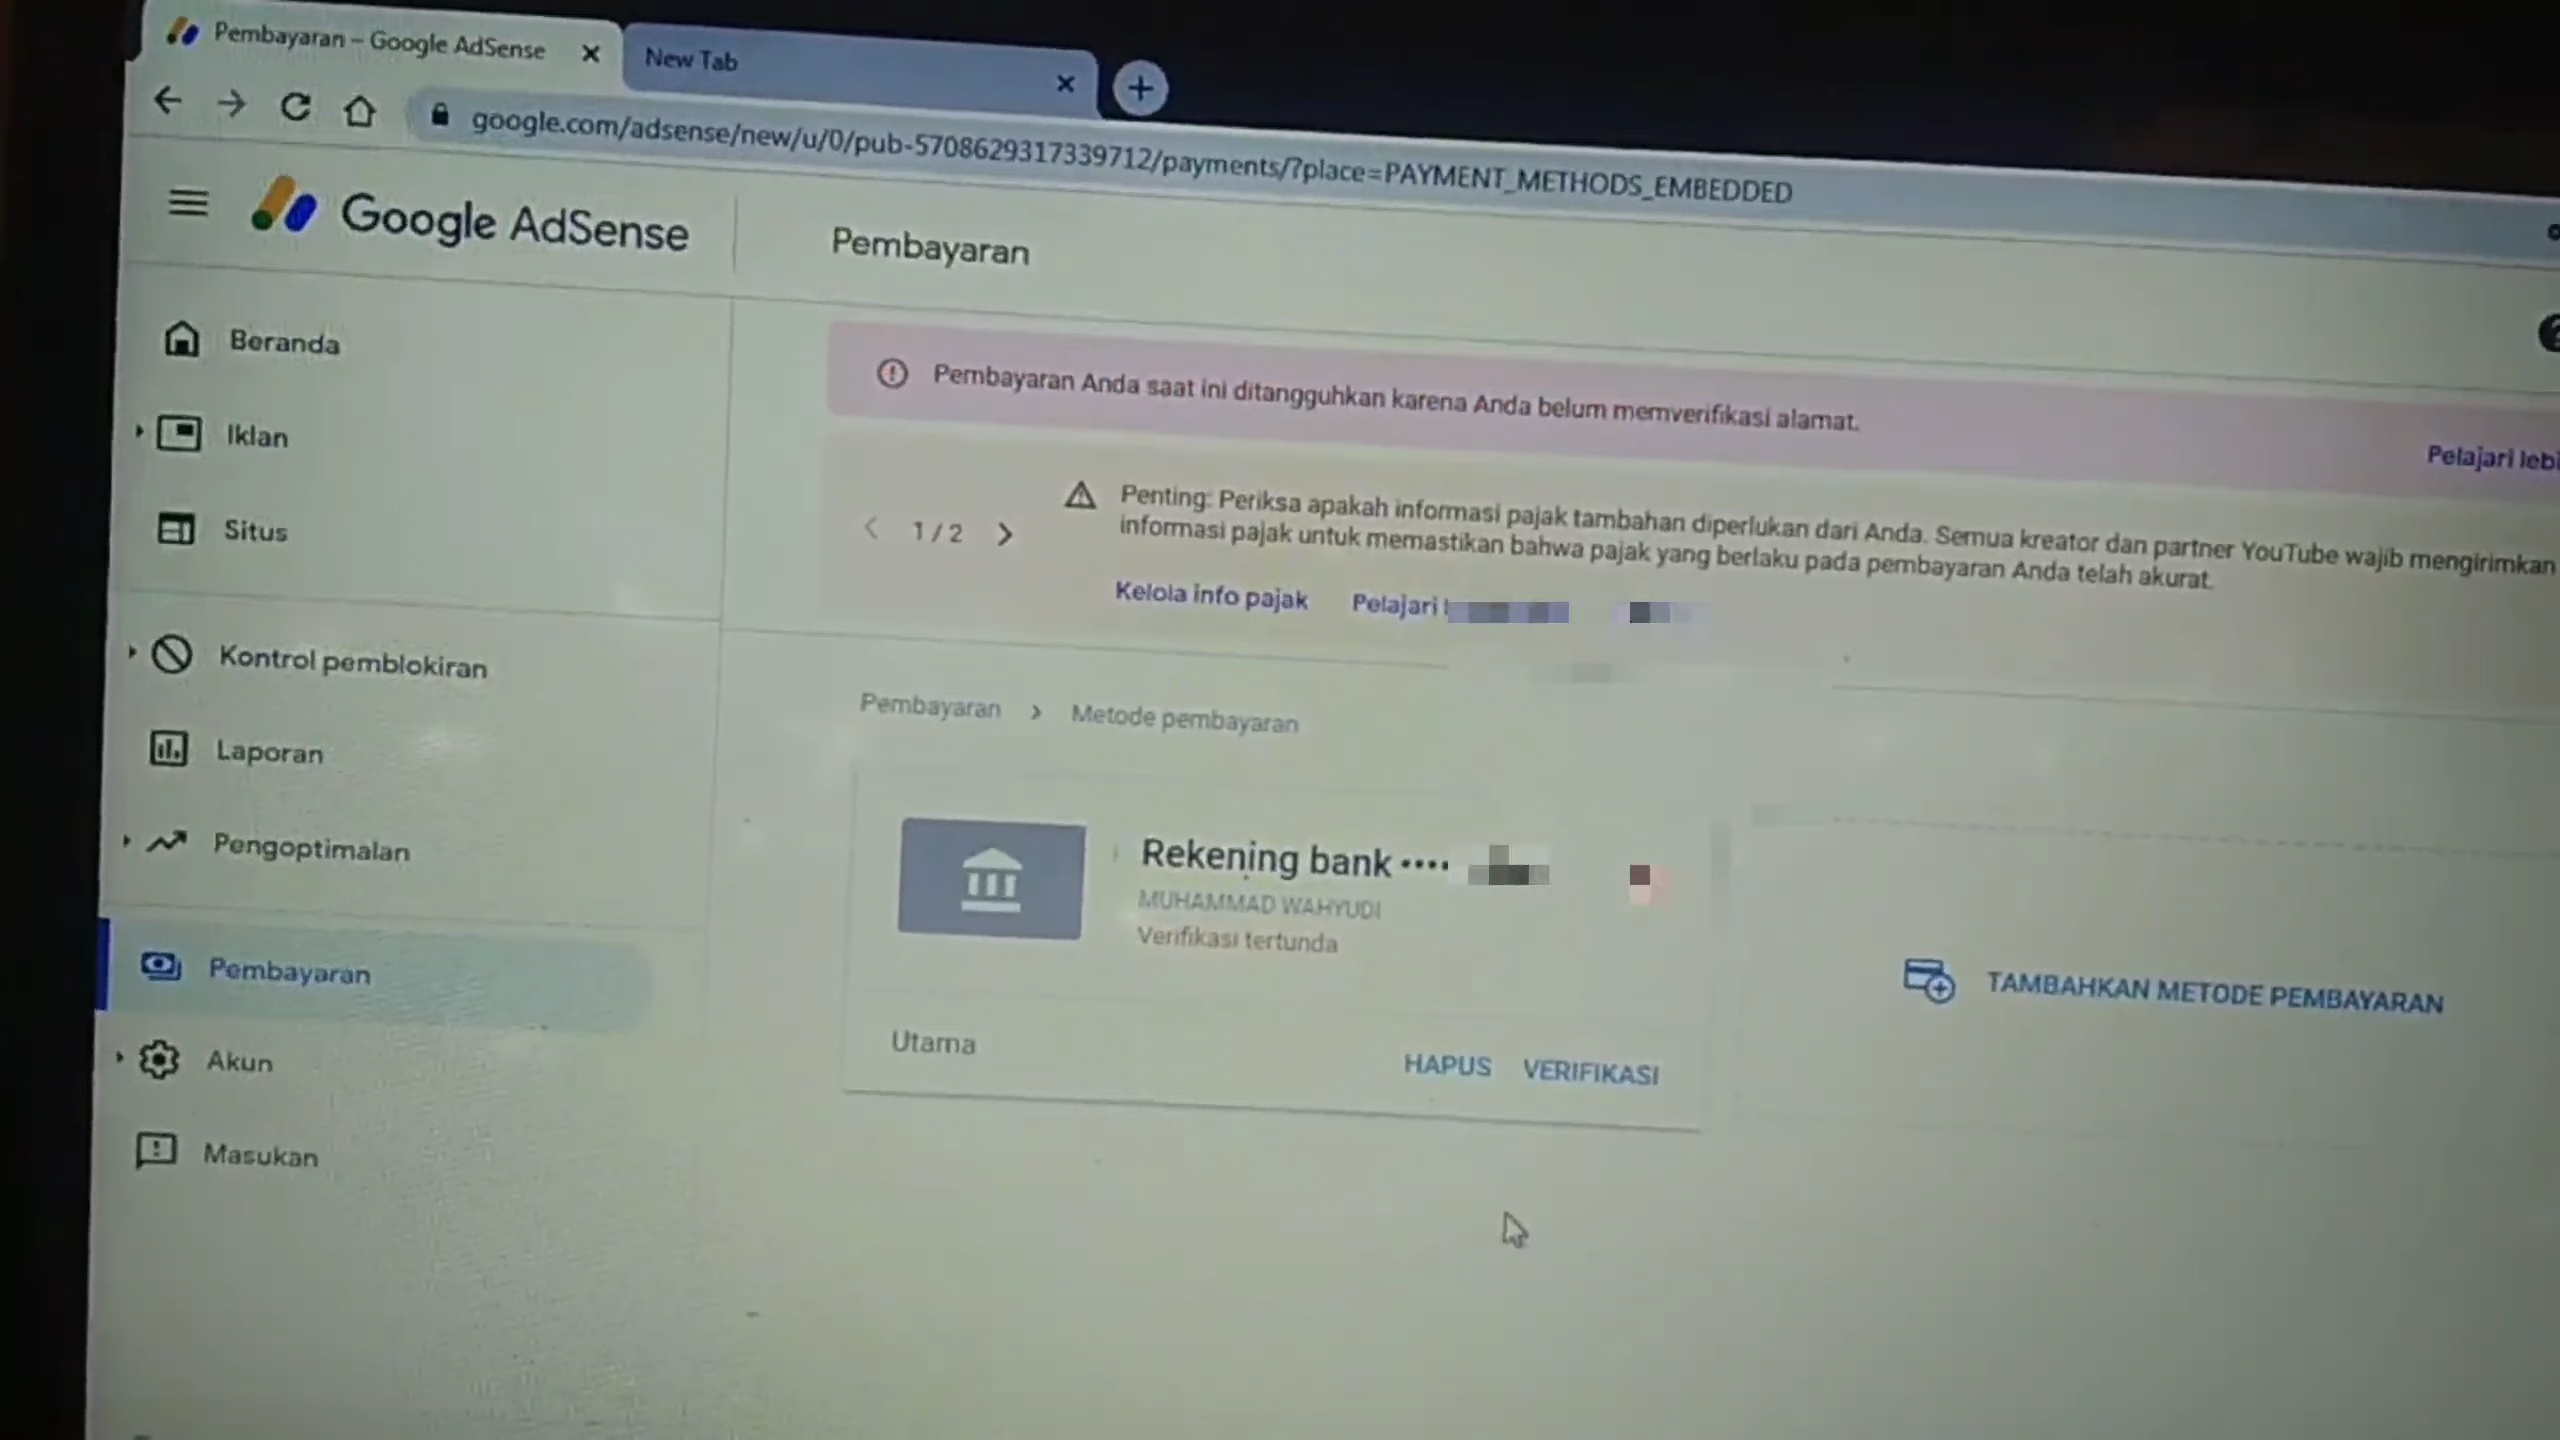 Pembayaran – Google AdSense
New Tab
google.com/adsense/new/u/0/pub-5708629317339712/payments/?place=PAYMENT_METHODS_EMBEDDED
Google AdSense
Pembayaran
Beranda
Iklan
Situs
Kontrol pemblokiran
Laporan
Pengoptimalan
Pembayaran
Akun
Masukan
Pembayaran Anda saat ini ditangguhkan karena Anda belum memverifikasi alamat.
Pelajari lebi
1 / 2
Penting: Periksa apakah informasi pajak tambahan diperlukan dari Anda. Semua kreator dan partner YouTube wajib mengirimkan
informasi pajak untuk memastikan bahwa pajak yang berlaku pada pembayaran Anda telah akurat.
Kelola info pajak
Pelajari
Pembayaran > Metode pembayaran
Rekening bank ••••
MUHAMMAD WAHYUDI
Verifikasi tertunda
Utama
HAPUS VERIFIKASI
TAMBAHKAN METODE PEMBAYARAN